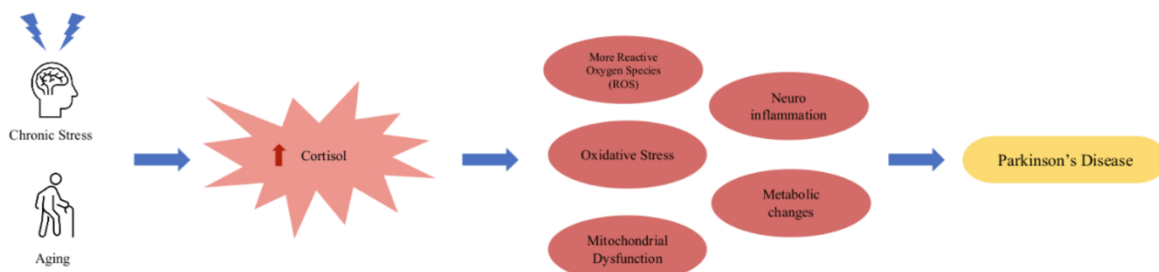 Chronic Stress
Aging
Cortisol
More Reactive
Oxygen Species
(ROS)
Oxidative Stress
Mitochondrial
Dysfunction
Neuro
inflammation
Metabolic
changes
Parkinson's Disease